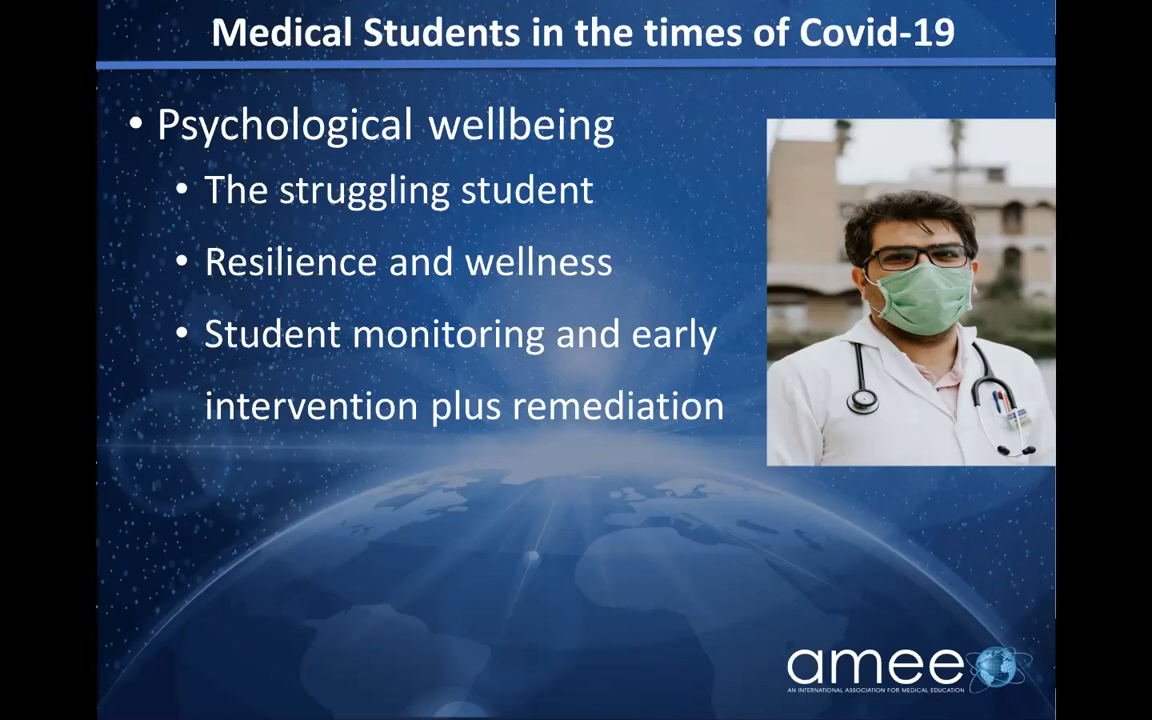 Medical Students in the times of Covid-19
• Psychological wellbeing
• The struggling student
• Resilience and wellness
• Student monitoring and early
intervention plus remediation
amee
AN INTERNATIONAL ASSOCIATION FOR MEDICAL EDUCATION